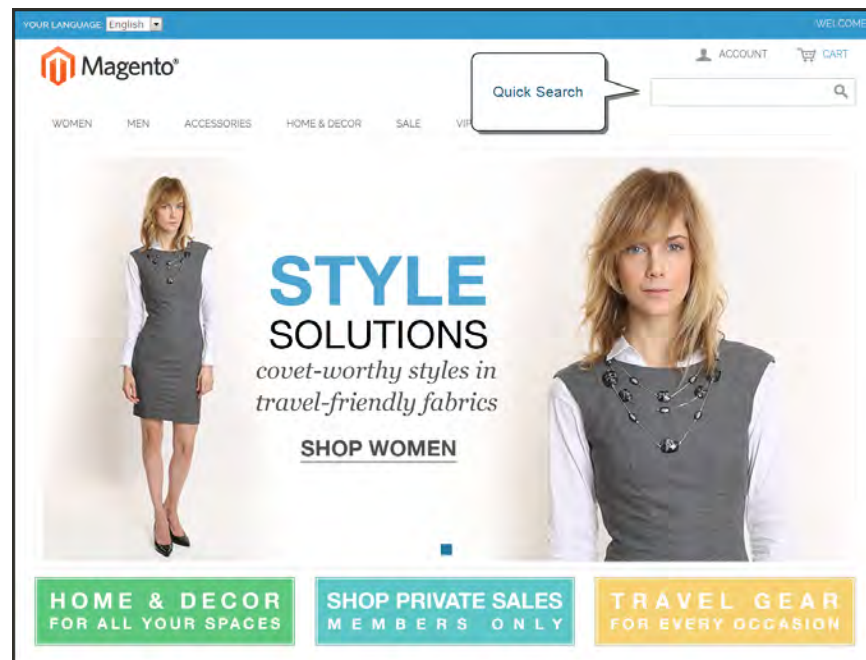 YOUR LANGUAGE: English
WELCOME
Magento®
ACCOUNT
CART
Quick Search
WOMEN MEN ACCESSORIES HOME & DECOR SALE VIP
STYLE
SOLUTIONS
covet-worthy styles in
travel-friendly fabrics
SHOP WOMEN
HOME & DECOR
FOR ALL YOUR SPACES
SHOP PRIVATE SALES
MEMBERS ONLY
TRAVEL GEAR
FOR EVERY OCCASION